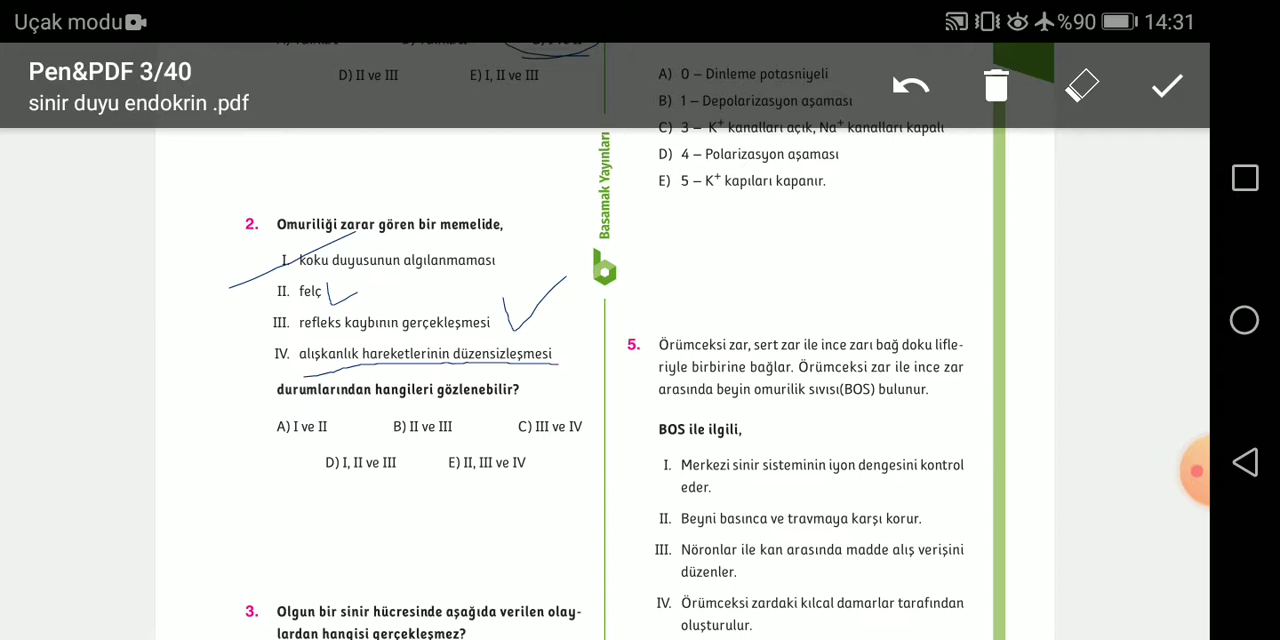 Uçak modu
%90
14:31
Pen&PDF 3/40
sinir duyu endokrin .pdf
D) II ve III E) I, II ve III
2. Omuriliği zarar gören bir memelide,
I. koku duyusunun algılanmaması
II. felç
III. refleks kaybının gerçekleşmesi
IV. alışkanlık hareketlerinin düzensizleşmesi
durumlarından hangileri gözlenebilir?
A) I ve II B) II ve III C) III ve IV
D) I, II ve III E) II, III ve IV
3. Olgun bir sinir hücresinde aşağıda verilen olay-
lardan hangisi gerçekleşmez?
Basamak Yayınları
A) 0 – Dinleme potasniyeli
B) 1 – Depolarizasyon aşaması
C) 3 – K+ kanalları açık, Na+ kanalları kapalı
D) 4 – Polarizasyon aşaması
E) 5 – K+ kapıları kapanır.
5. Örümceksi zar, sert zar ile ince zarı bağ doku lifle-
riyle birbirine bağlar. Örümceksi zar ile ince zar
arasında beyin omurilik sıvısı(BOS) bulunur.
BOS ile ilgili,
I. Merkezi sinir sisteminin iyon dengesini kontrol
eder.
II. Beyni basınca ve travmaya karşı korur.
III. Nöronlar ile kan arasında madde alış verişini
düzenler.
IV. Örümceksi zardaki kılcal damarlar tarafından
oluşturulur.